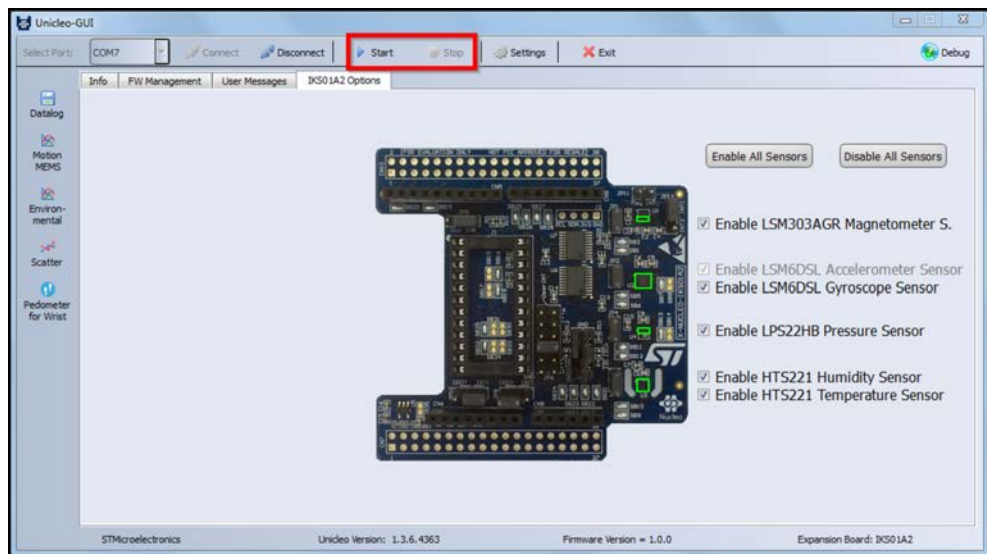 Unicleo-GUI
Select Port: COM7 Connect Disconnect Start Stop Settings Exit Debug
Info FW Management User Messages IKS01A2 Options
Datalog
Motion
MEMS
Environ-
mental
Scatter
Pedometer
for Wrist
Enable All Sensors Disable All Sensors
Enable LSM303AGR Magnetometer S.
Enable LSM6DSL Accelerometer Sensor
Enable LSM6DSL Gyroscope Sensor
Enable LPS22HB Pressure Sensor
Enable HTS221 Humidity Sensor
Enable HTS221 Temperature Sensor
X-NUCLEO-IKS01A2
Nucleo
STMicroelectronics Unicleo Version: 1.3.6.4363 Firmware Version = 1.0.0 Expansion Board: IKS01A2